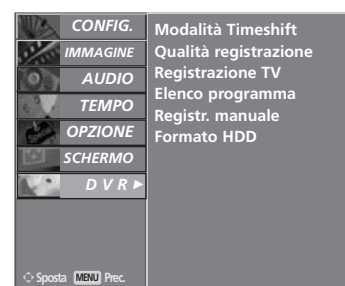 CONFIG.
IMMAGINE
AUDIO
TEMPO
OPZIONE
SCHERMO
D V R
Modalità Timeshift
Qualità registrazione
Registrazione TV
Elenco programma
Registr. manuale
Formato HDD
Sposta MENU Prec.